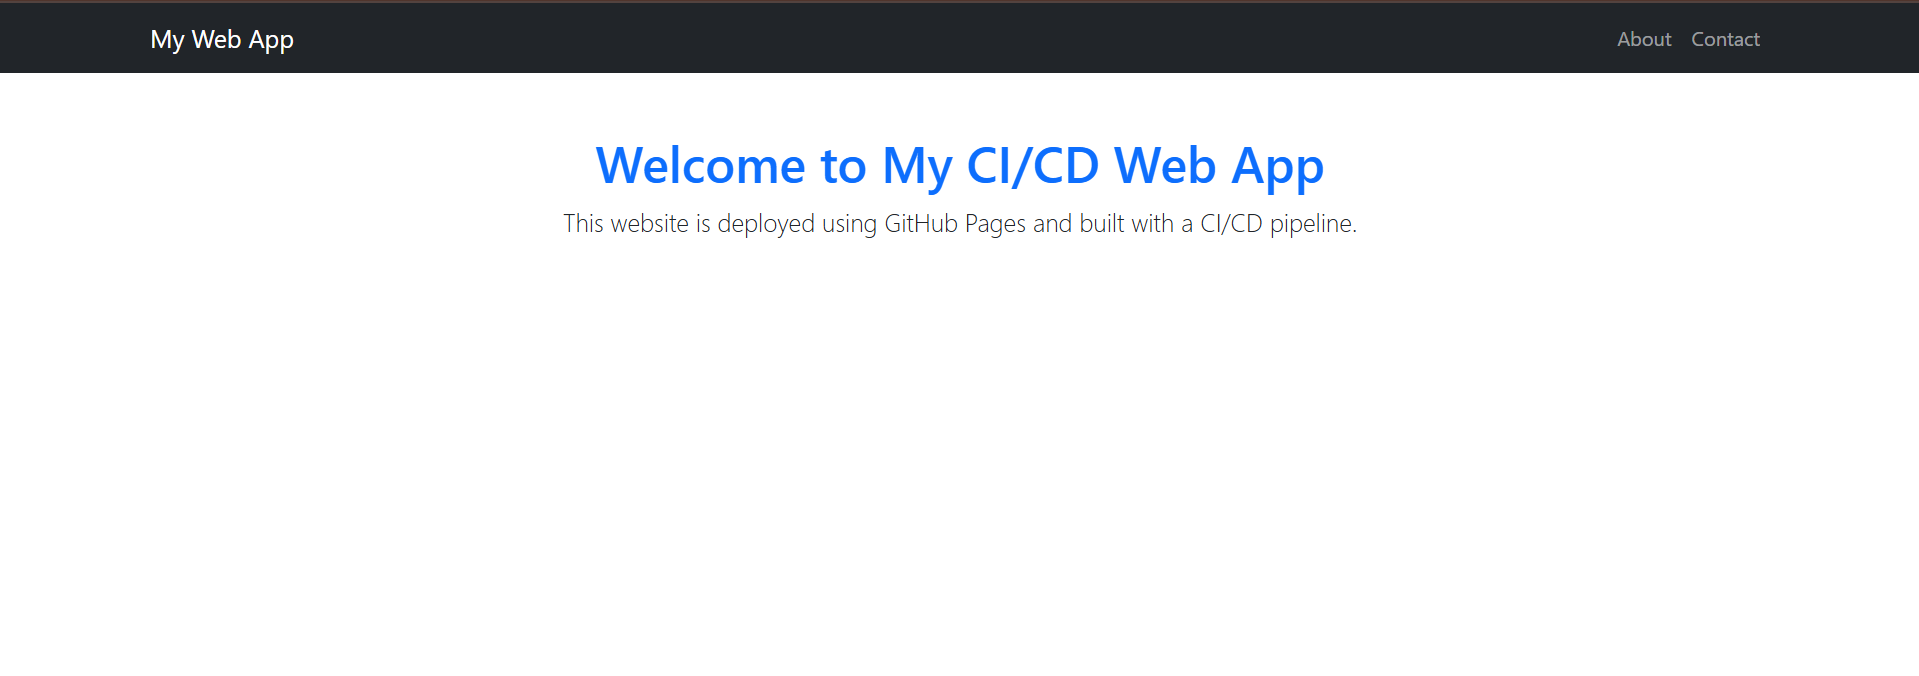 My Web App
About Contact
Welcome to My CI/CD Web App
This website is deployed using GitHub Pages and built with a CI/CD pipeline.